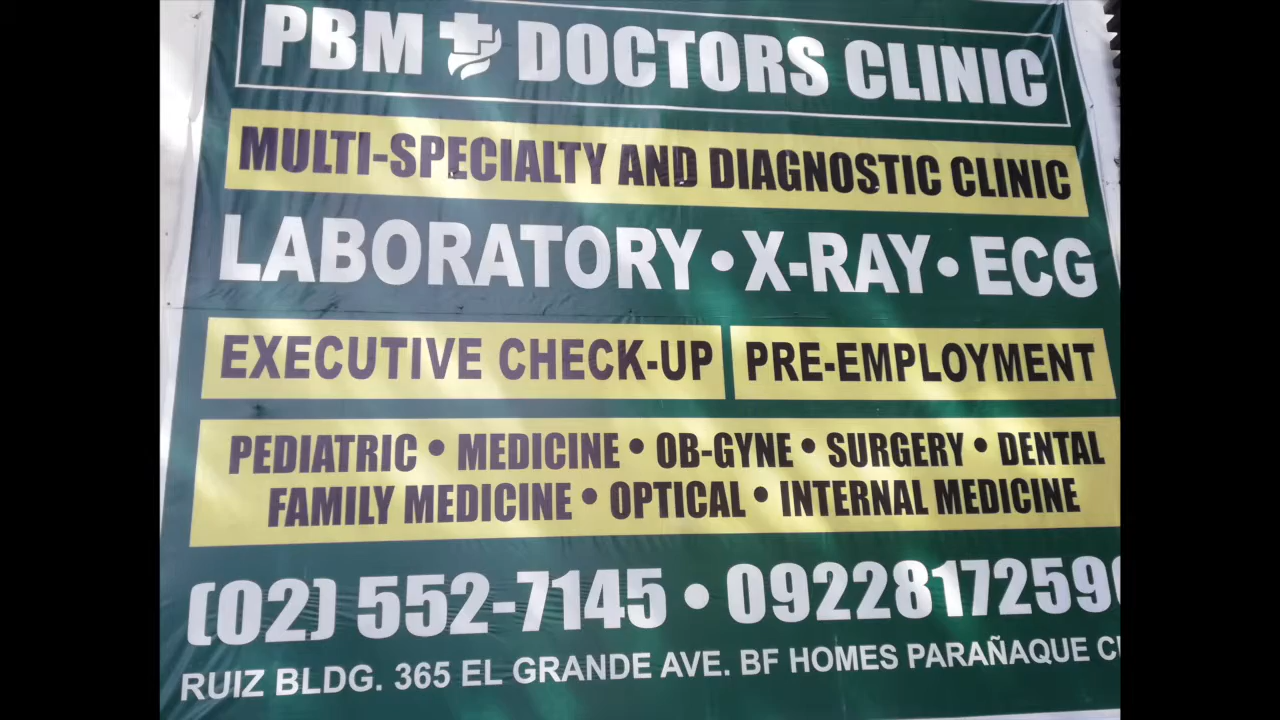 PBM DOCTORS CLINIC
MULTI-SPECIALTY AND DIAGNOSTIC CLINIC
LABORATORY • X-RAY • ECG
EXECUTIVE CHECK-UP PRE-EMPLOYMENT
PEDIATRIC • MEDICINE • OB-GYNE • SURGERY • DENTAL
FAMILY MEDICINE • OPTICAL • INTERNAL MEDICINE
(02) 552-7145 • 0922817259
RUIZ BLDG. 365 EL GRANDE AVE. BF HOMES PARAÑAQUE